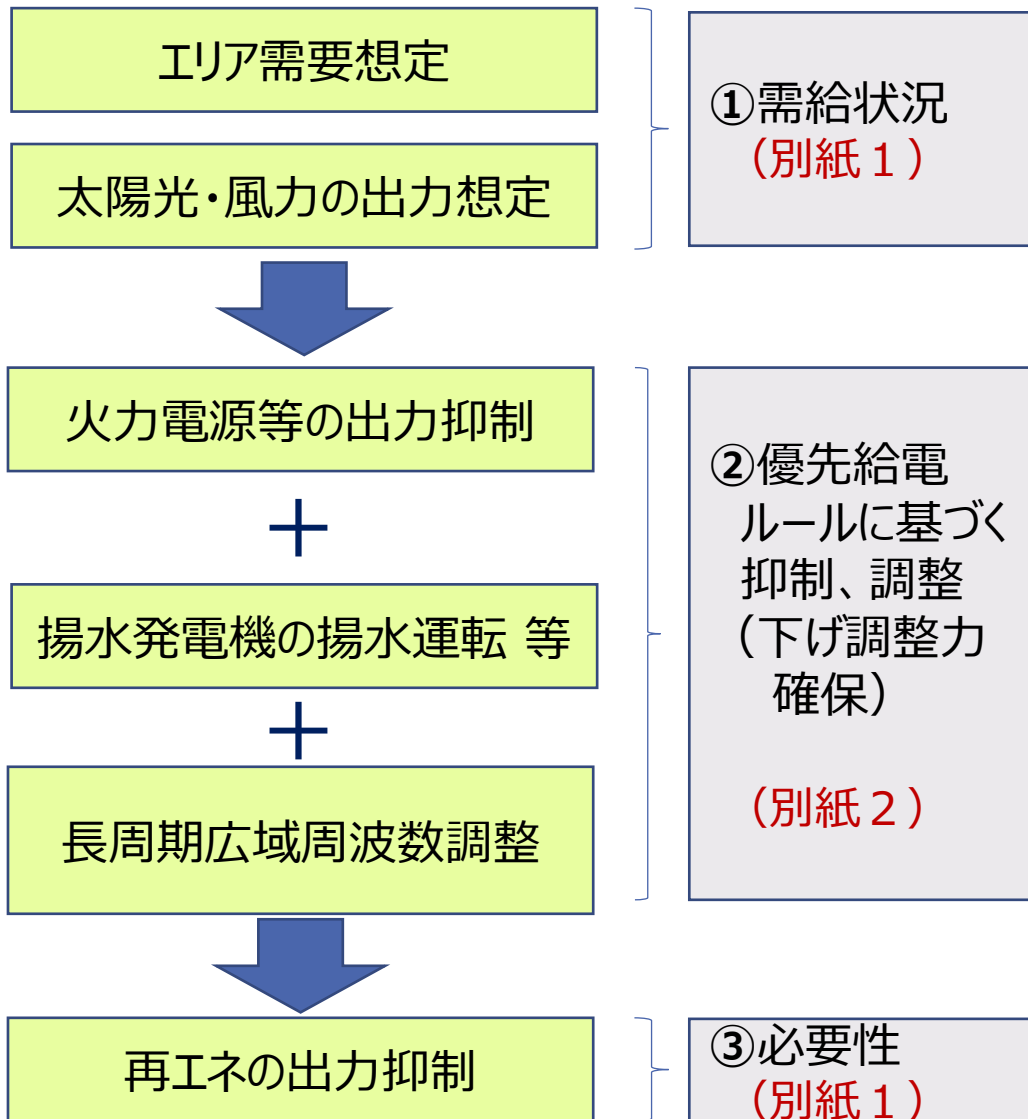 エリア需要想定
太陽光・風力の出力想定
①需給状況
（別紙１）
火力電源等の出力抑制
＋
揚水発電機の揚水運転 等
＋
長周期広域周波数調整
②優先給電
ルールに基づく
抑制、調整
（下げ調整力
確保）
（別紙２）
再エネの出力抑制
③必要性
（別紙１）